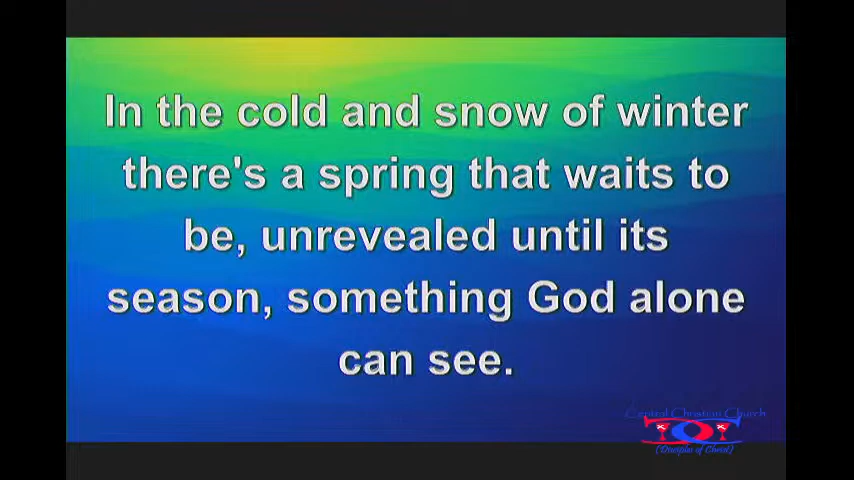 In the cold and snow of winter
there's a spring that waits to
be, unrevealed until its
season, something God alone
can see.
Central Christian Church
(Disciples of Christ)